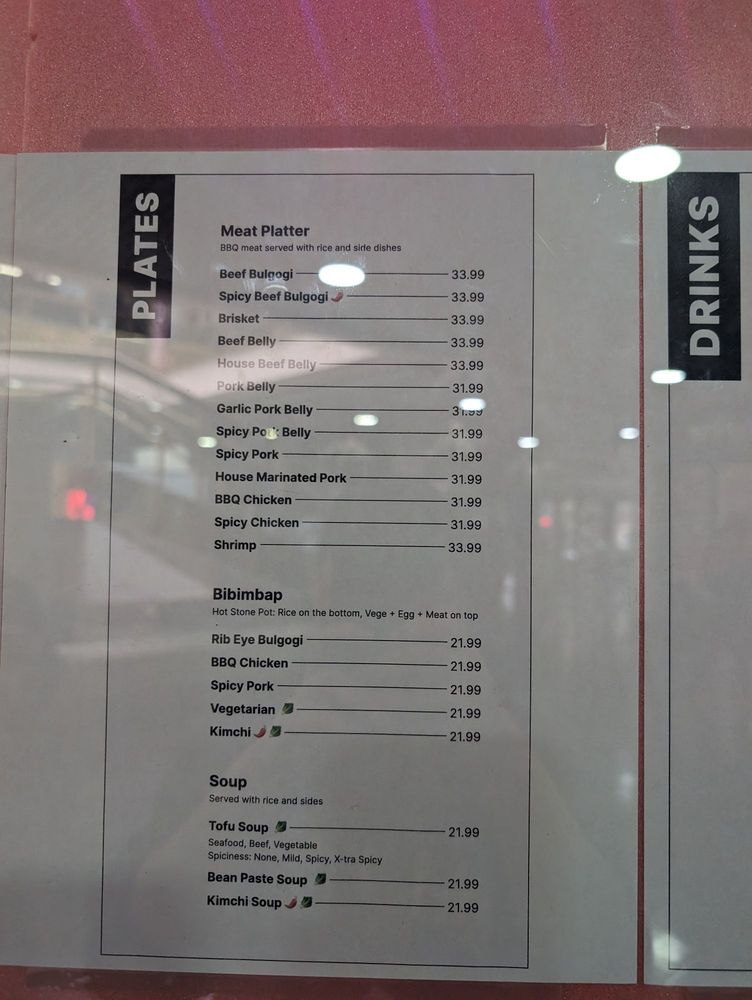 PLATES
Meat Platter
BBQ meat served with rice and side dishes
Beef Bulgogi 33.99
Spicy Beef Bulgogi 33.99
Brisket 33.99
Beef Belly 33.99
House Beef Belly 33.99
Pork Belly 31.99
Garlic Pork Belly 31.99
Spicy Pork Belly 31.99
Spicy Pork 31.99
House Marinated Pork 31.99
BBQ Chicken 31.99
Spicy Chicken 31.99
Shrimp 33.99
Bibimbap
Hot Stone Pot: Rice on the bottom, Vege + Egg + Meat on top
Rib Eye Bulgogi 21.99
BBQ Chicken 21.99
Spicy Pork 21.99
Vegetarian 21.99
Kimchi 21.99
Soup
Served with rice and sides
Tofu Soup 21.99
Seafood, Beef, Vegetable
Spiciness: None, Mild, Spicy, X-tra Spicy
Bean Paste Soup 21.99
Kimchi Soup 21.99
DRINKS